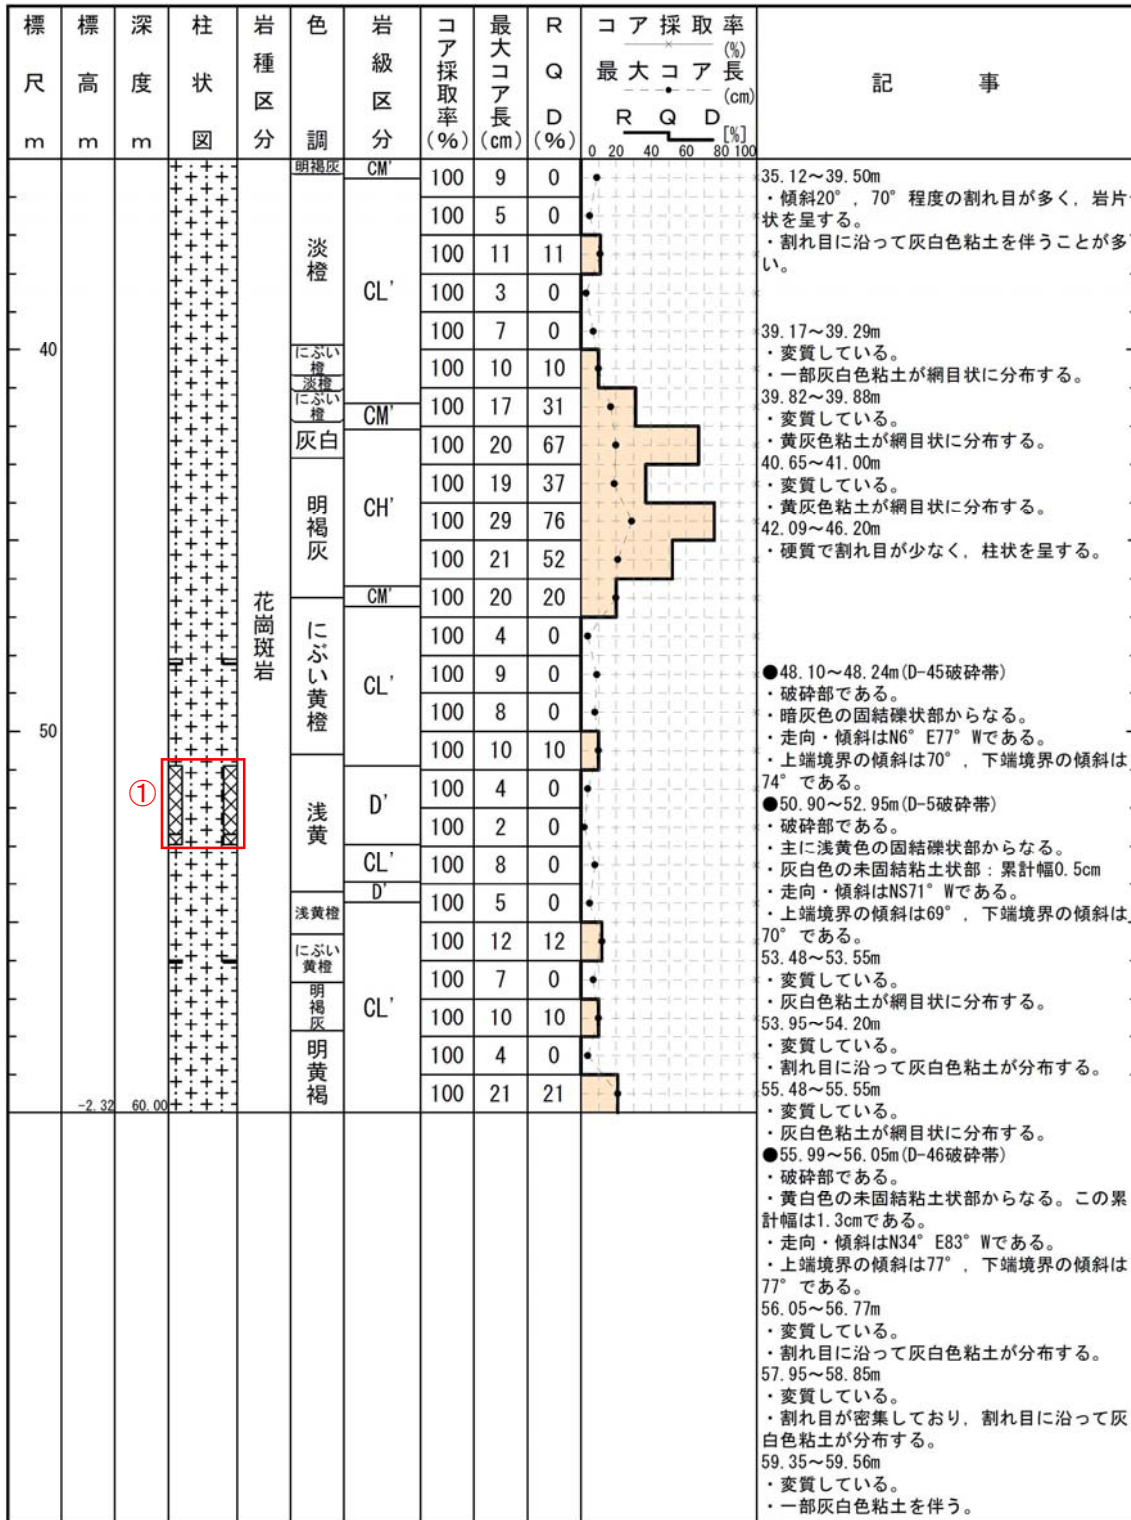 標尺m
標高m
深度m
柱状図
岩種区分
色調
岩級区分
コア採取率(%)
最大コア長(cm)
RQD(%)
コア採取率(%)
最大コア長(cm)
RQD[%]
0 20 40 60 80 100
記事
40
50
-2.32 60.00
①
花崗斑岩
明褐灰
淡橙
にぶい橙
淡橙
にぶい橙
灰白
明褐灰
にぶい黄橙
浅黄
浅黄橙
にぶい黄橙
明褐灰
明黄褐
CM'
CL'
CM'
CH'
CM'
CL'
D'
CL'
D'
CL'
100 9 0
100 5 0
100 11 11
100 3 0
100 7 0
100 10 10
100 17 31
100 20 67
100 19 37
100 29 76
100 21 52
100 20 20
100 4 0
100 9 0
100 8 0
100 10 10
100 4 0
100 2 0
100 8 0
100 5 0
100 12 12
100 7 0
100 10 10
100 4 0
100 21 21
35.12～39.50m
・傾斜20°，70°程度の割れ目が多く，岩片
状を呈する。
・割れ目に沿って灰白色粘土を伴うことが多
い。
39.17～39.29m
・変質している。
・一部灰白色粘土が網目状に分布する。
39.82～39.88m
・変質している。
・黄灰色粘土が網目状に分布する。
40.65～41.00m
・変質している。
・黄灰色粘土が網目状に分布する。
42.09～46.20m
・硬質で割れ目が少なく，柱状を呈する。
●48.10～48.24m(D-45破砕帯)
・破砕部である。
・暗灰色の固結礫状部からなる。
・走向・傾斜はN6°E77°Wである。
・上端境界の傾斜は70°，下端境界の傾斜は
74°である。
●50.90～52.95m(D-5破砕帯)
・破砕部である。
・主に浅黄色の固結礫状部からなる。
・灰白色の未固結粘土状部：累計幅0.5cm
・走向・傾斜はNS71°Wである。
・上端境界の傾斜は69°，下端境界の傾斜は
70°である。
53.48～53.55m
・変質している。
・灰白色粘土が網目状に分布する。
53.95～54.20m
・変質している。
・割れ目に沿って灰白色粘土が分布する。
55.48～55.55m
・変質している。
・灰白色粘土が網目状に分布する。
●55.99～56.05m(D-46破砕帯)
・破砕部である。
・黄白色の未固結粘土状部からなる。この累
計幅は1.3cmである。
・走向・傾斜はN34°E83°Wである。
・上端境界の傾斜は77°，下端境界の傾斜は
77°である。
56.05～56.77m
・変質している。
・割れ目に沿って灰白色粘土が分布する。
57.95～58.85m
・変質している。
・割れ目が密集しており，割れ目に沿って灰
白色粘土が分布する。
59.35～59.56m
・変質している。
・一部灰白色粘土を伴う。